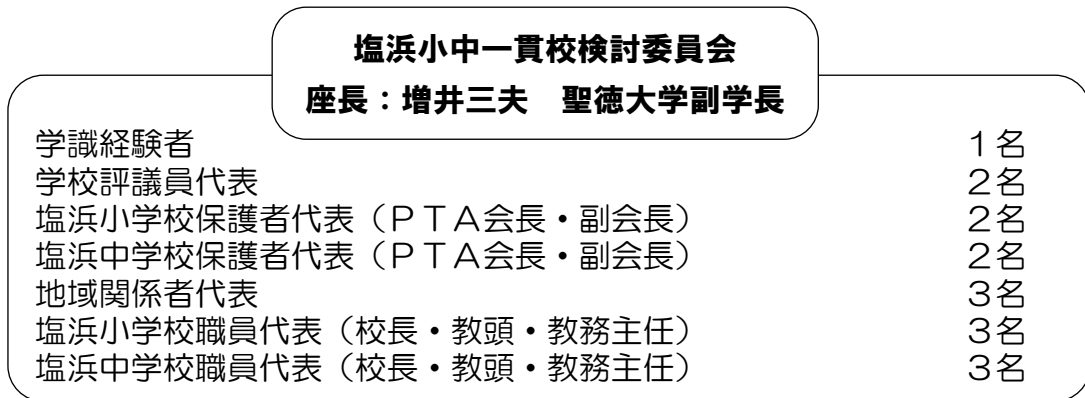 塩浜小中一貫校検討委員会
座長：増井三夫　聖徳大学副学長
学識経験者　１名
学校評議員代表　２名
塩浜小学校保護者代表（ＰＴＡ会長・副会長）　２名
塩浜中学校保護者代表（ＰＴＡ会長・副会長）　２名
地域関係者代表　３名
塩浜小学校職員代表（校長・教頭・教務主任）　３名
塩浜中学校職員代表（校長・教頭・教務主任）　３名